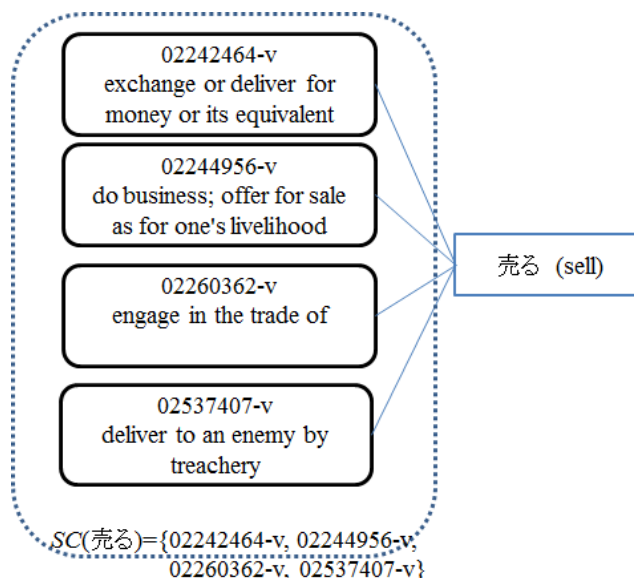 02242464-v
exchange or deliver for
money or its equivalent
02244956-v
do business; offer for sale
as for one's livelihood
02260362-v
engage in the trade of
02537407-v
deliver to an enemy by
treachery
売る (sell)
SC(売る)={02242464-v, 02244956-v,
02260362-v, 02537407-v}